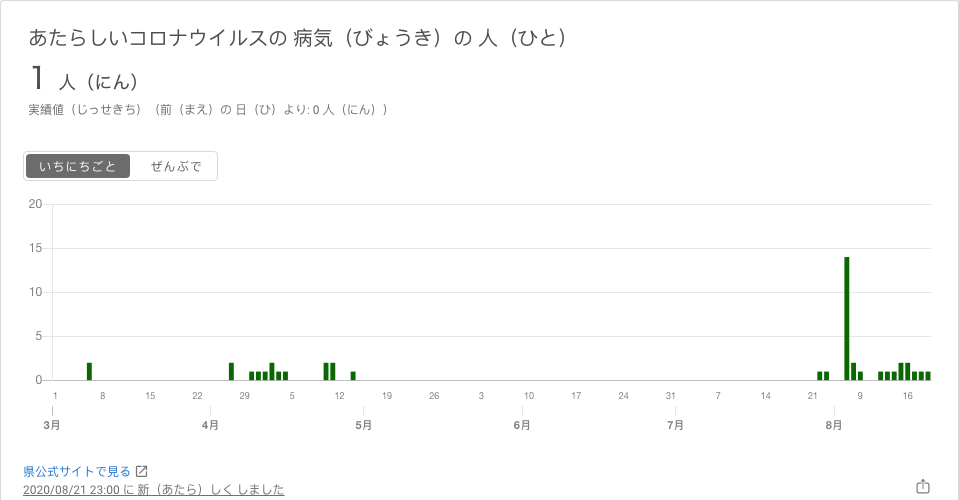 あたらしいコロナウイルスの 病気（びょうき）の 人（ひと）
1 人（にん）
実績値（じっせきち）（前（まえ）の 日（ひ）より: 0 人（にん））
いちにちごと ぜんぶで
20
15
10
5
0
1 8 15 22 29 5 12 19 26 3 10 17 24 31 7 14 21 9 16
3月 4月 5月 6月 7月 8月
県公式サイトで見る
2020/08/21 23:00 に 新（あたら）しく しました